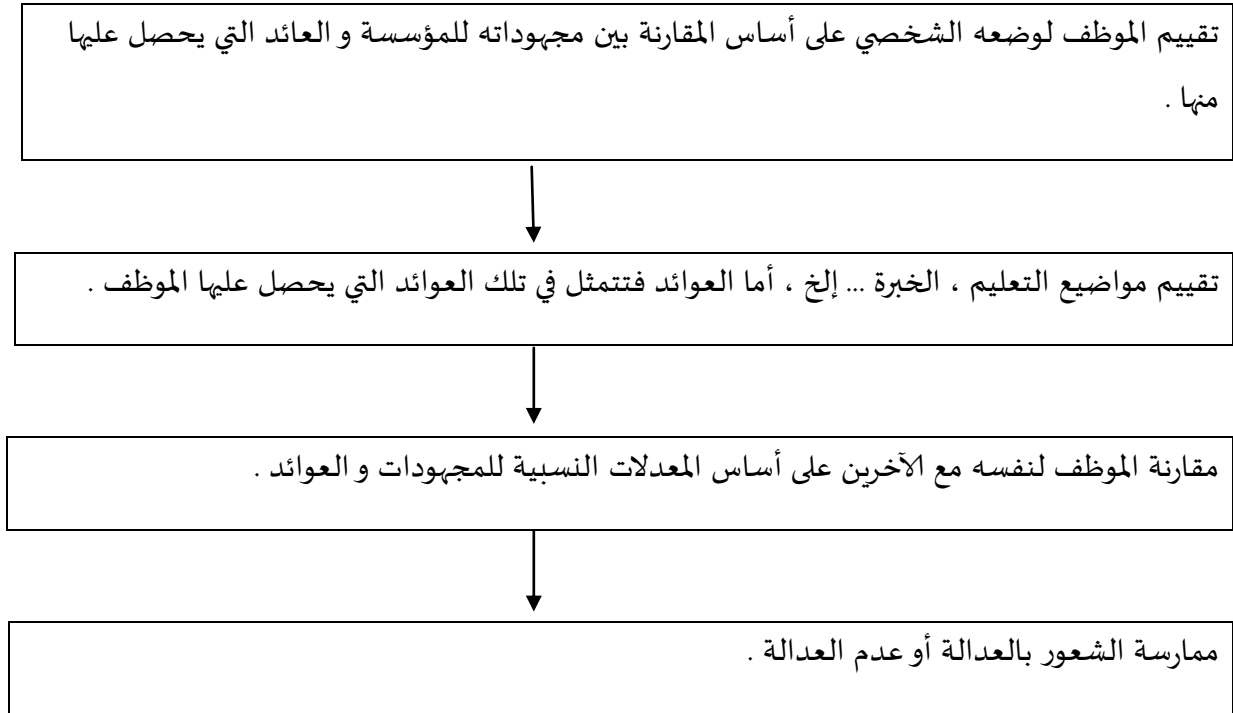 تقييم الموظف لوضعه الشخصي على أساس المقارنة بين مجهوداته للمؤسسة و العائد التي يحصل عليها
منها .
تقييم مواضيع التعليم ، الخبرة ... إلخ ، أما العوائد فتتمثل في تلك العوائد التي يحصل عليها الموظف .
مقارنة الموظف لنفسه مع الآخرين على أساس المعدلات النسبية للمجهودات و العوائد .
ممارسة الشعور بالعدالة أو عدم العدالة .